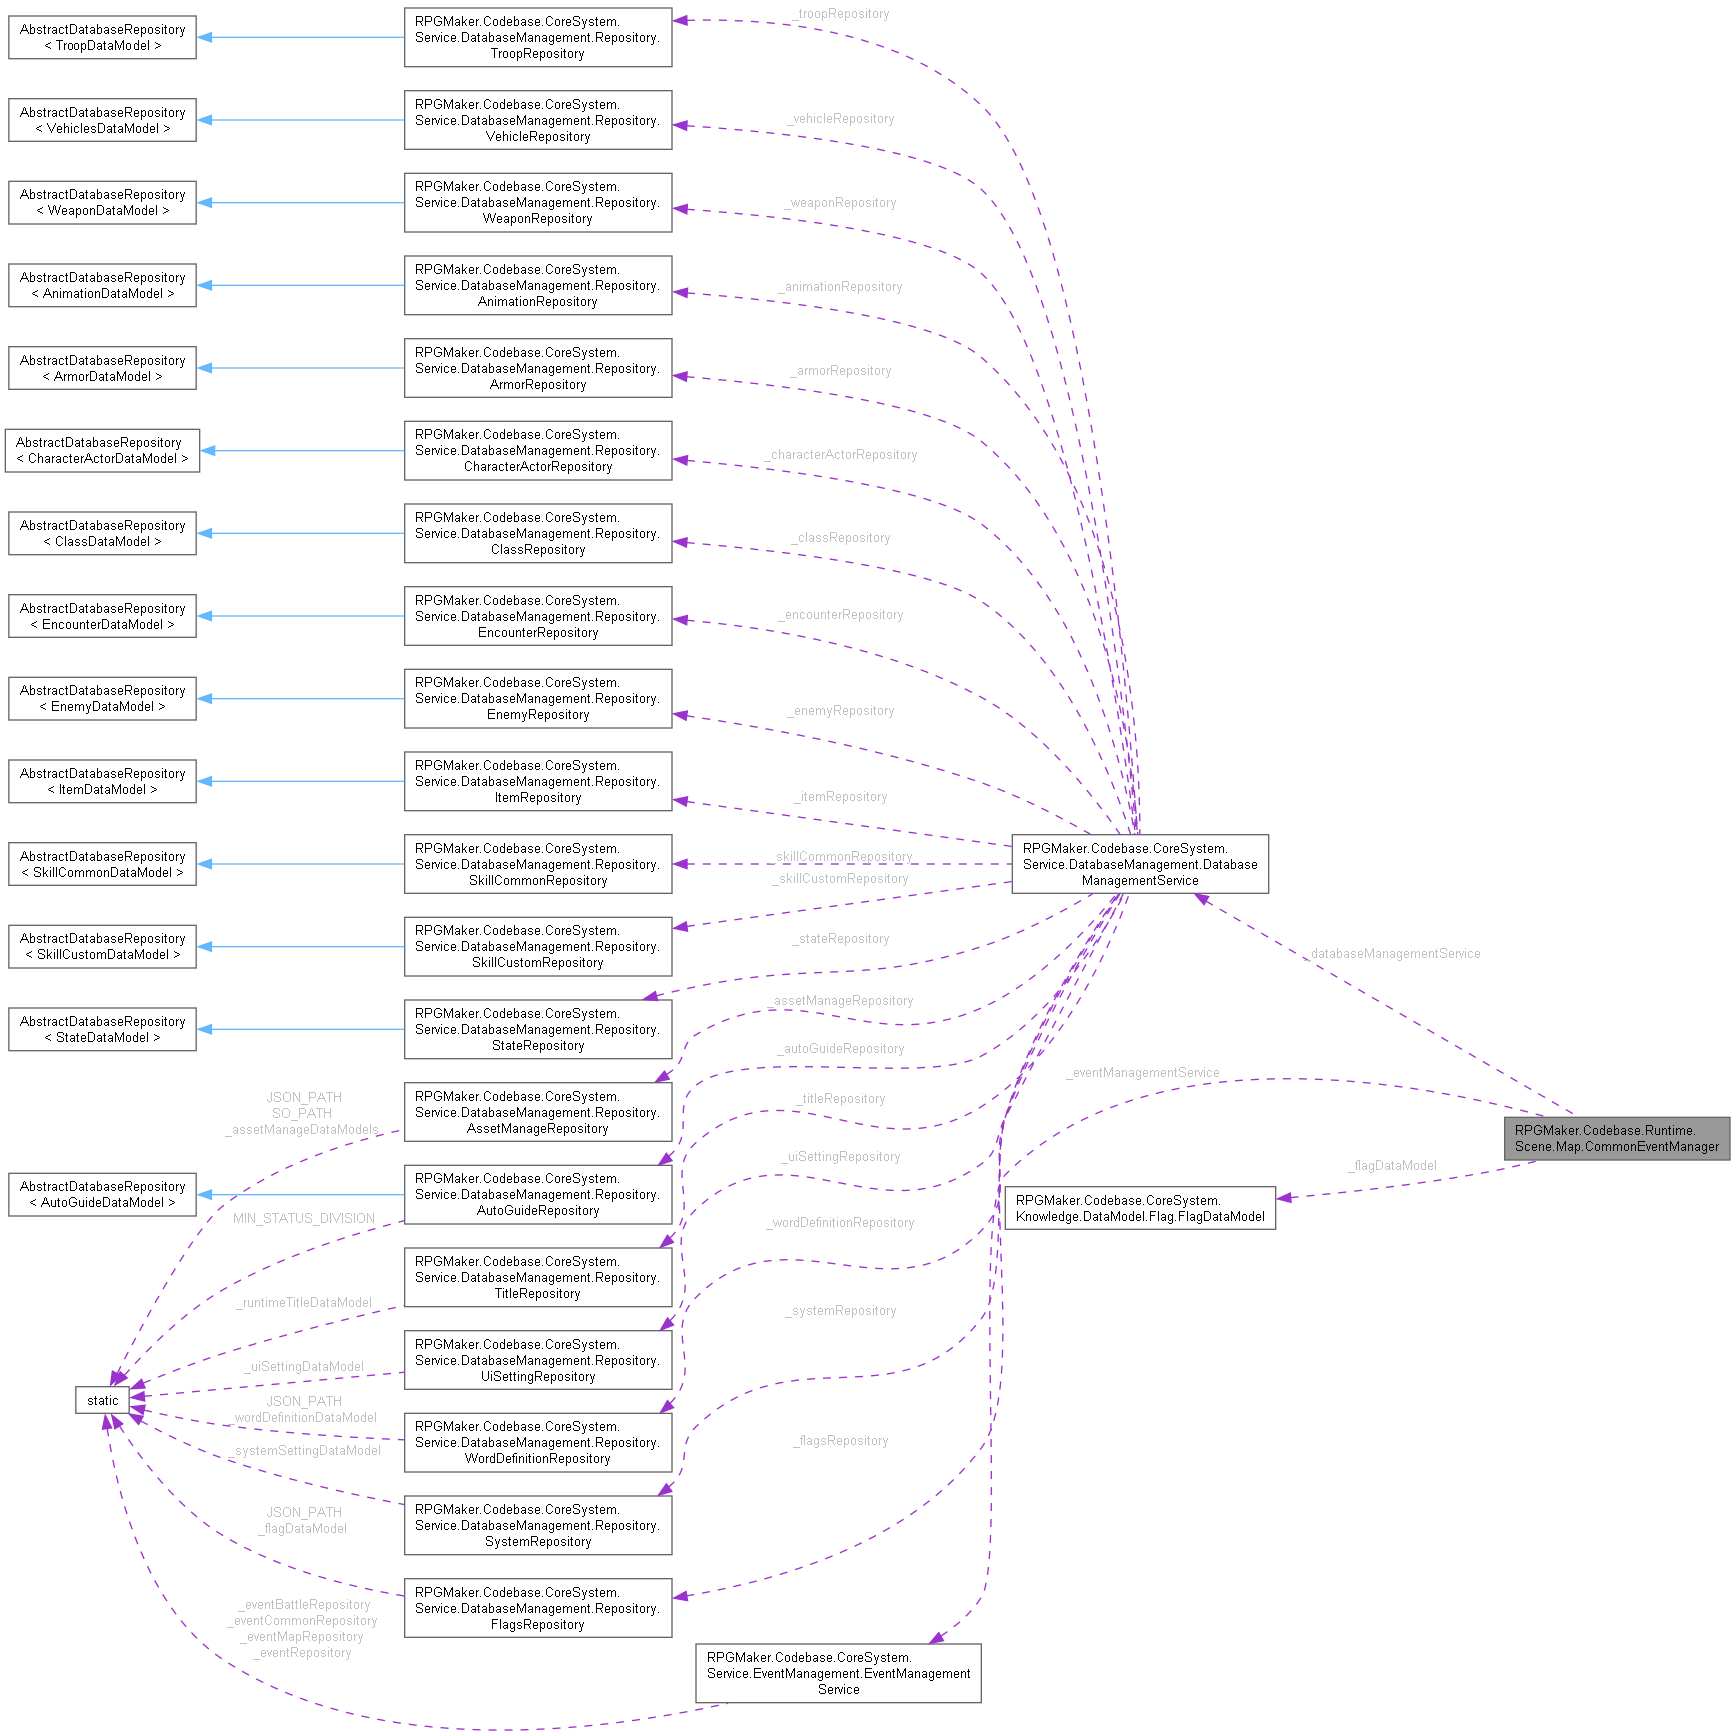 AbstractDatabaseRepository
< TroopDataModel >
RPGMaker.Codebase.CoreSystem.
Service.DatabaseManagement.Repository.
TroopRepository
_troopRepository
AbstractDatabaseRepository
< VehiclesDataModel >
RPGMaker.Codebase.CoreSystem.
Service.DatabaseManagement.Repository.
VehicleRepository
_vehicleRepository
AbstractDatabaseRepository
< WeaponDataModel >
RPGMaker.Codebase.CoreSystem.
Service.DatabaseManagement.Repository.
WeaponRepository
_weaponRepository
AbstractDatabaseRepository
< AnimationDataModel >
RPGMaker.Codebase.CoreSystem.
Service.DatabaseManagement.Repository.
AnimationRepository
_animationRepository
AbstractDatabaseRepository
< ArmorDataModel >
RPGMaker.Codebase.CoreSystem.
Service.DatabaseManagement.Repository.
ArmorRepository
_armorRepository
AbstractDatabaseRepository
< CharacterActorDataModel >
RPGMaker.Codebase.CoreSystem.
Service.DatabaseManagement.Repository.
CharacterActorRepository
_characterActorRepository
AbstractDatabaseRepository
< ClassDataModel >
RPGMaker.Codebase.CoreSystem.
Service.DatabaseManagement.Repository.
ClassRepository
_classRepository
AbstractDatabaseRepository
< EncounterDataModel >
RPGMaker.Codebase.CoreSystem.
Service.DatabaseManagement.Repository.
EncounterRepository
_encounterRepository
AbstractDatabaseRepository
< EnemyDataModel >
RPGMaker.Codebase.CoreSystem.
Service.DatabaseManagement.Repository.
EnemyRepository
_enemyRepository
AbstractDatabaseRepository
< ItemDataModel >
RPGMaker.Codebase.CoreSystem.
Service.DatabaseManagement.Repository.
ItemRepository
_itemRepository
AbstractDatabaseRepository
< SkillCommonDataModel >
RPGMaker.Codebase.CoreSystem.
Service.DatabaseManagement.Repository.
SkillCommonRepository
skillCommonRepository
RPGMaker.Codebase.CoreSystem.
Service.DatabaseManagement.Database
ManagementService
_skillCustomRepository
AbstractDatabaseRepository
< SkillCustomDataModel >
RPGMaker.Codebase.CoreSystem.
Service.DatabaseManagement.Repository.
SkillCustomRepository
_stateRepository
databaseManagementService
AbstractDatabaseRepository
< StateDataModel >
RPGMaker.Codebase.CoreSystem.
Service.DatabaseManagement.Repository.
StateRepository
_assetManageRepository
_autoGuideRepository
_eventManagementService
JSON_PATH
SO_PATH
_assetManageDataModels
RPGMaker.Codebase.CoreSystem.
Service.DatabaseManagement.Repository.
AssetManageRepository
_titleRepository
RPGMaker.Codebase.Runtime.
Scene.Map.CommonEventManager
_uiSettingRepository
_flagDataModel
AbstractDatabaseRepository
< AutoGuideDataModel >
RPGMaker.Codebase.CoreSystem.
Service.DatabaseManagement.Repository.
AutoGuideRepository
RPGMaker.Codebase.CoreSystem.
Knowledge.DataModel.Flag.FlagDataModel
MIN_STATUS_DIVISION
_wordDefinitionRepository
RPGMaker.Codebase.CoreSystem.
Service.DatabaseManagement.Repository.
TitleRepository
_runtimeTitleDataModel
_systemRepository
RPGMaker.Codebase.CoreSystem.
Service.DatabaseManagement.Repository.
UiSettingRepository
_uiSettingDataModel
static
JSON_PATH
_wordDefinitionDataModel
RPGMaker.Codebase.CoreSystem.
Service.DatabaseManagement.Repository.
WordDefinitionRepository
_flagsRepository
_systemSettingDataModel
RPGMaker.Codebase.CoreSystem.
Service.DatabaseManagement.Repository.
SystemRepository
JSON_PATH
_flagDataModel
RPGMaker.Codebase.CoreSystem.
Service.DatabaseManagement.Repository.
FlagsRepository
_eventBattleRepository
_eventCommonRepository
_eventMapRepository
_eventRepository
RPGMaker.Codebase.CoreSystem.
Service.EventManagement.EventManagement
Service